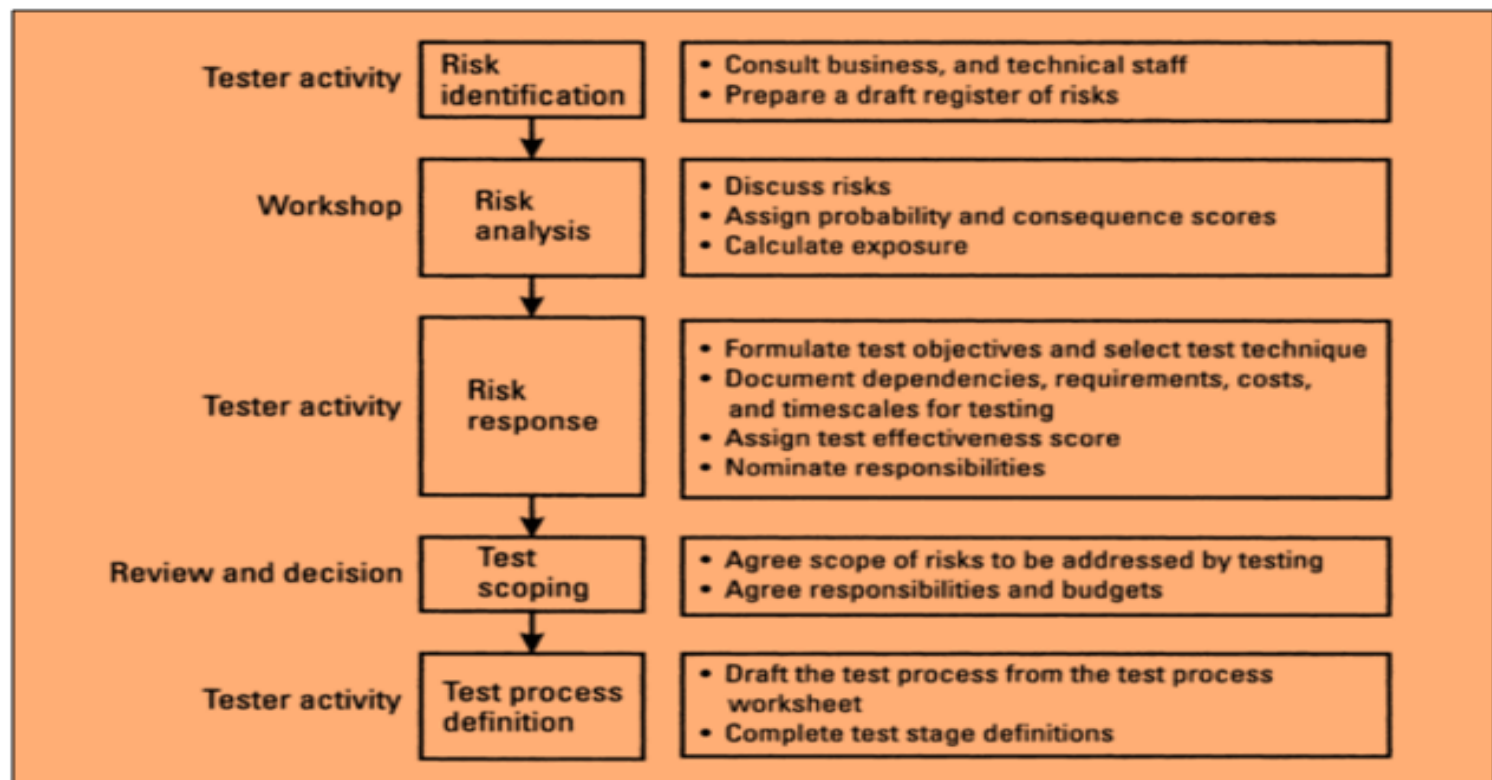 Tester activity
Risk
identification
• Consult business, and technical staff
• Prepare a draft register of risks
Workshop
Risk
analysis
• Discuss risks
• Assign probability and consequence scores
• Calculate exposure
Tester activity
Risk
response
• Formulate test objectives and select test technique
• Document dependencies, requirements, costs,
and timescales for testing
• Assign test effectiveness score
• Nominate responsibilities
Review and decision
Test
scoping
• Agree scope of risks to be addressed by testing
• Agree responsibilities and budgets
Tester activity
Test process
definition
• Draft the test process from the test process
worksheet
• Complete test stage definitions